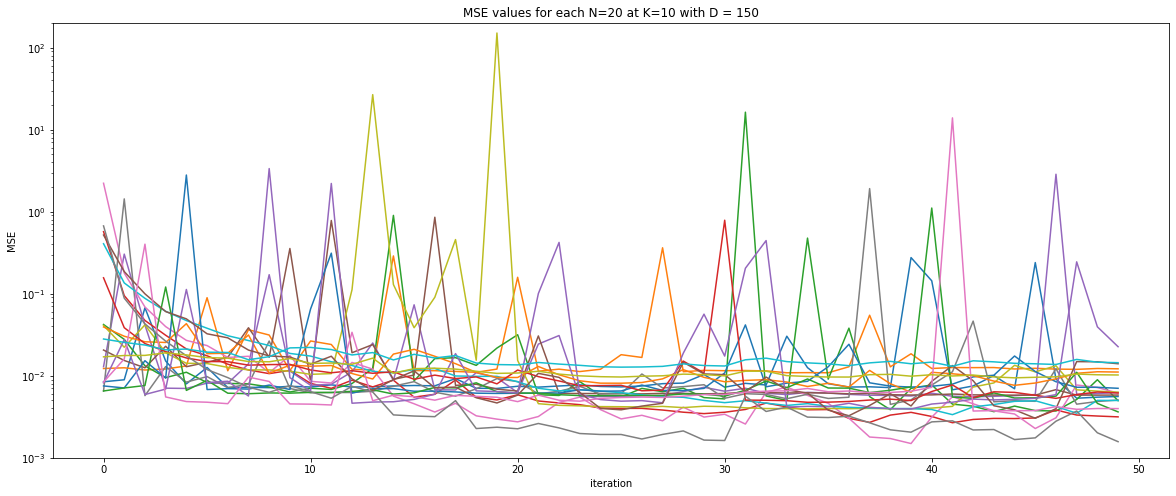 MSE values for each N=20 at K=10 with D = 150
10²
10¹
10⁰
10⁻¹
10⁻²
10⁻³
MSE
0 10 20 30 40 50
iteration